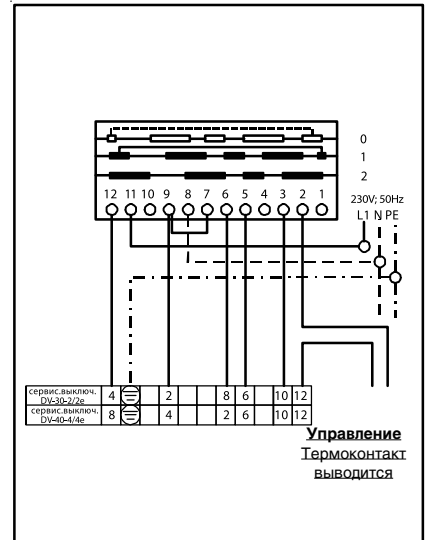 0
1
2
12 11 10 9 8 7 6 5 4 3 2 1
230V; 50Hz
L1 N PE
сервис.выключ. DV-30-2/2e 4 2 8 6 10 12
сервис.выключ. DV-40-4/4e 8 4 2 6 10 12
Управление
Термоконтакт
выводится